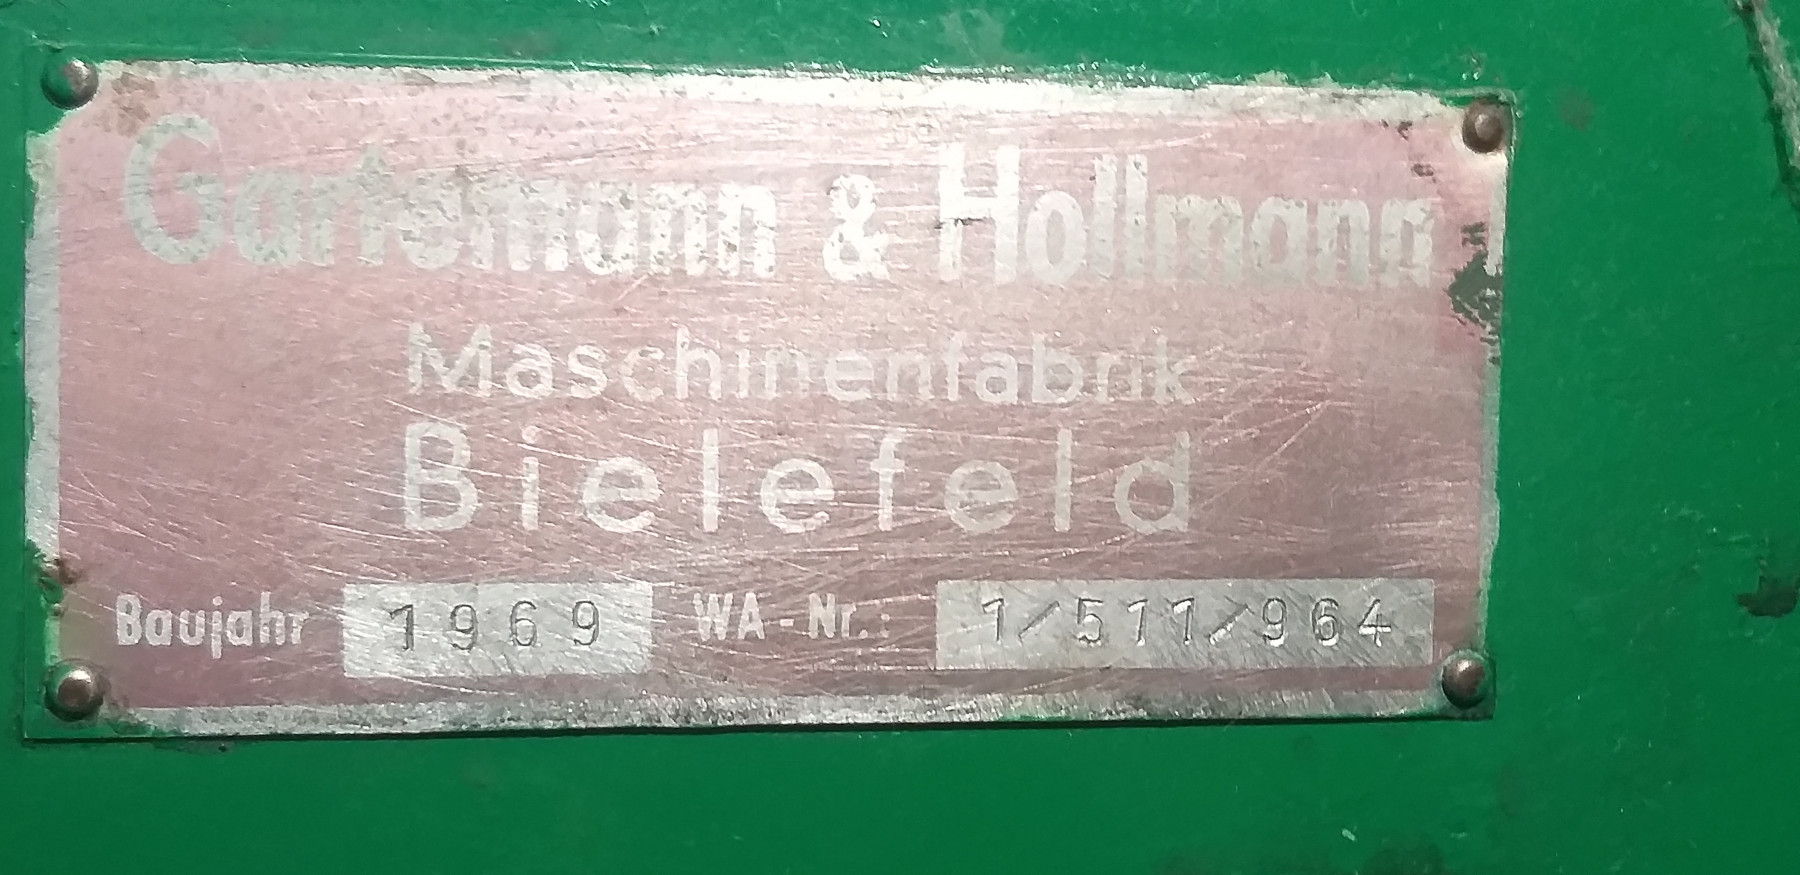 Gartemann & Hollmann
Maschinenfabrik
Bielefeld
Baujahr 1969 WA-Nr.: 1/511/964